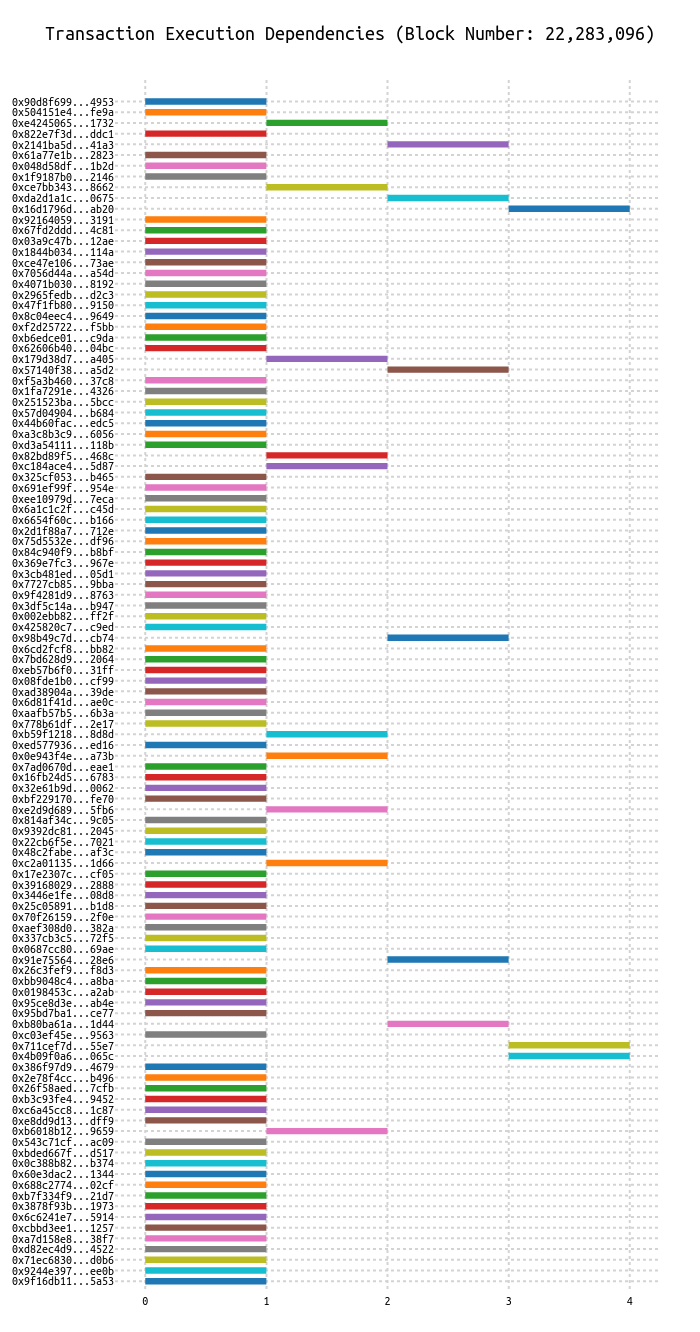 Transaction Execution Dependencies (Block Number: 22,283,096)
0x90d8f699...4953
0x504151e4...fe9a
0xe4245065...1732
0x822e7f3d...ddc1
0x2141ba5d...41a3
0x61a77e1b...2823
0x048d58df...1b2d
0x1f9187b0...2146
0xce7bb343...8662
0xda2d1a1c...0675
0x16d1796d...ab20
0x92164059...3191
0x67fd2ddd...4c81
0x03a9c47b...12ae
0x1844b034...114a
0xce47e106...73ae
0x7056d44a...a54d
0x4071b030...8192
0x2965fedb...d2c3
0x47f1fb80...9150
0x8c04eec4...9649
0xf2d25722...f5bb
0xb6edce01...c9da
0x62606b40...04bc
0x179d38d7...a405
0x57140f38...a5d2
0xf5a3b460...37c8
0x1fa7291e...4326
0x251523ba...5bcc
0x57d04904...b684
0x44b60fac...edc5
0xa3c8b3c9...6056
0xd3a54111...118b
0x82bd89f5...468c
0xc184ace4...5d87
0x325cf053...b465
0x691ef99f...954e
0xee10979d...7eca
0x6a1c1c2f...c45d
0x6654f60c...b166
0x2d1f88a7...712e
0x75d5532e...df96
0x84c940f9...b8bf
0x369e7fc3...967e
0x3cb481ed...05d1
0x7727cb85...9bba
0x9f4281d9...8763
0x3df5c14a...b947
0x002ebb82...ff2f
0x425820c7...c9ed
0x98b49c7d...cb74
0x6cd2fcf8...bb82
0x7bd628d9...2064
0xeb57b6f0...31ff
0x08fde1b0...cf99
0xad38904a...39de
0x6d81f41d...ae0c
0xaafb57b5...6b3a
0x778b61df...2e17
0xb59f1218...8d8d
0xed577936...ed16
0x0e943f4e...a73b
0x7ad0670d...eae1
0x16fb24d5...6783
0x32e61b9d...0062
0xbf229170...fe70
0xe2d9d689...5fb6
0x814af34c...9c05
0x9392dc81...2045
0x22cb6f5e...7021
0x48c2fabe...af3c
0xc2a01135...1d66
0x17e2307c...cf05
0x39168029...2888
0x3446e1fe...08d8
0x25c05891...b1d8
0x70f26159...2f0e
0xaef308d0...382a
0x337cb3c5...72f5
0x0687cc80...69ae
0x91e75564...28e6
0x26c3fef9...f8d3
0xbb9048c4...a8ba
0x0198453c...a2ab
0x95ce8d3e...ab4e
0x95bd7ba1...ce77
0xb80ba61a...1d44
0xc03ef45e...9563
0x711cef7d...55e7
0x4b09f0a6...065c
0x386f97d9...4679
0x2e78f4cc...b496
0x26f58aed...7cfb
0xb3c93fe4...9452
0xc6a45cc8...1c87
0xe8dd9d13...dff9
0xb6018b12...9659
0x543c71cf...ac09
0xbded667f...d517
0x0c388b82...b374
0x60e3dac2...1344
0x688c2774...02cf
0xb7f334f9...21d7
0x3878f93b...1973
0x6c6241e7...5914
0xcbbd3ee1...1257
0xa7d158e8...38f7
0xd82ec4d9...4522
0x71ec6830...d0b6
0x9244e397...ee0b
0x9f16db11...5a53
0 1 2 3 4